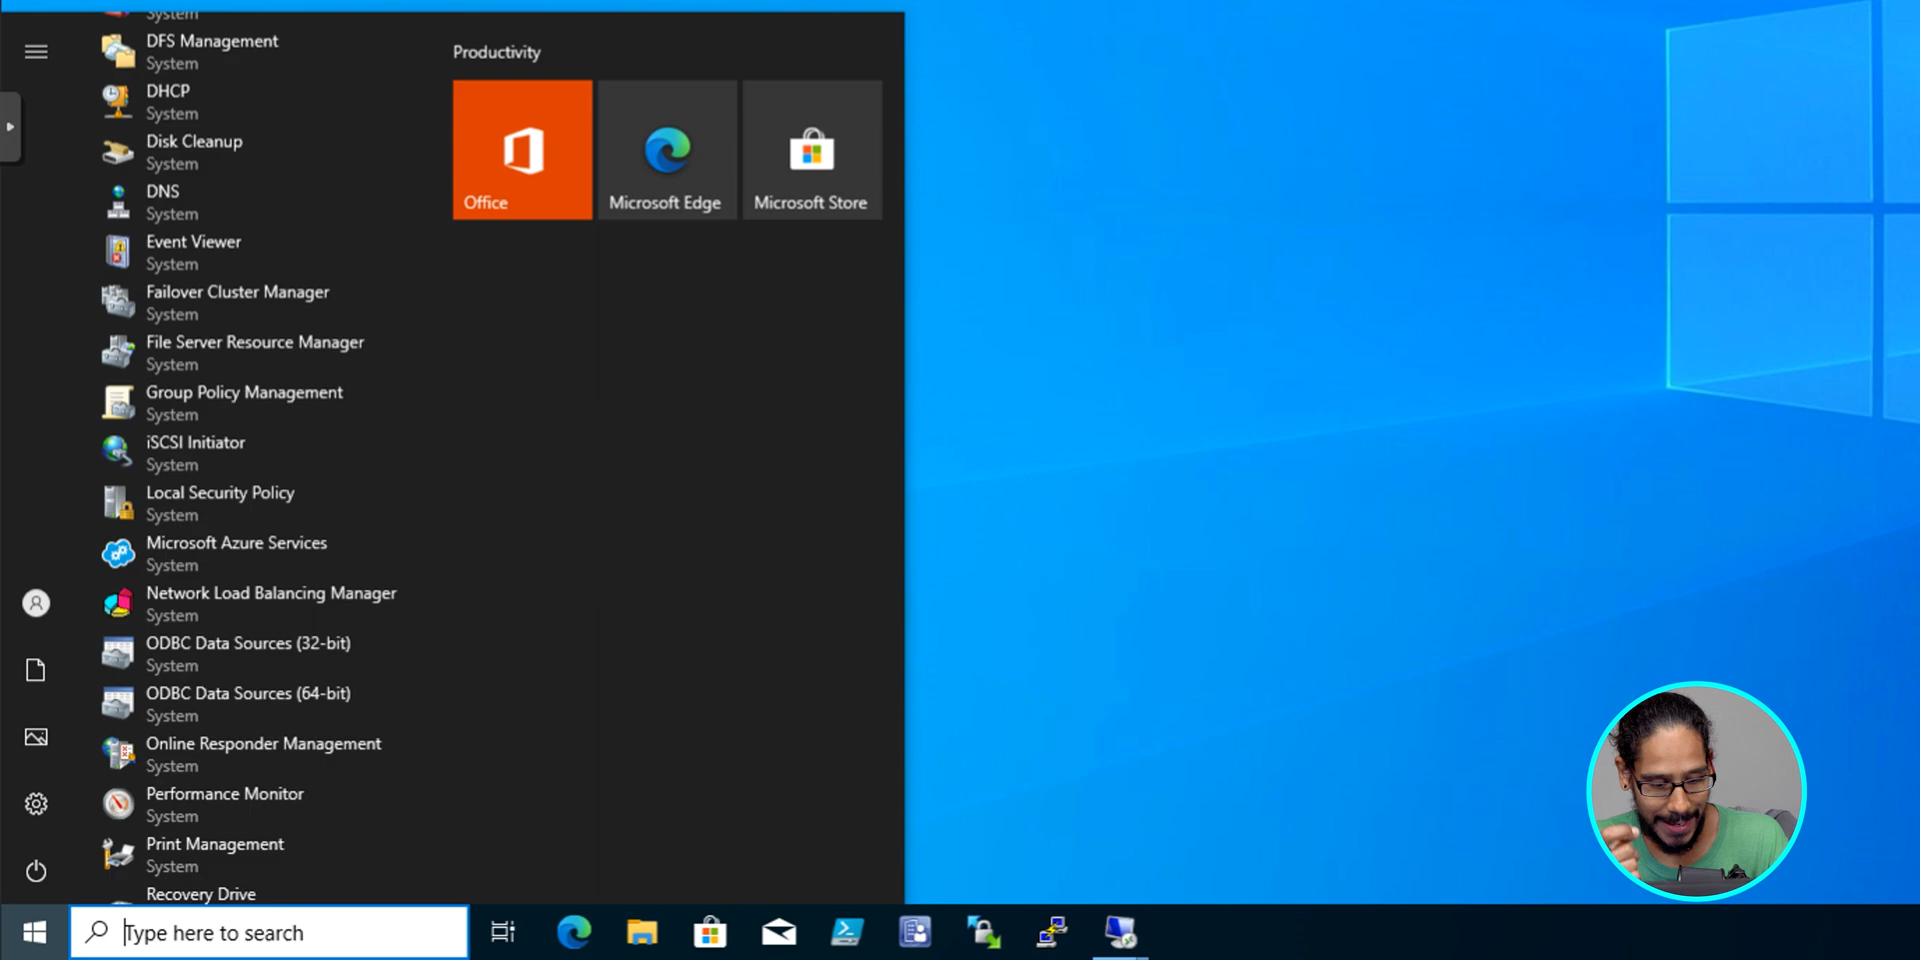 System
DFS Management
System
DHCP
System
Disk Cleanup
System
DNS
System
Event Viewer
System
Failover Cluster Manager
System
File Server Resource Manager
System
Group Policy Management
System
iSCSI Initiator
System
Local Security Policy
System
Microsoft Azure Services
System
Network Load Balancing Manager
System
ODBC Data Sources (32-bit)
System
ODBC Data Sources (64-bit)
System
Online Responder Management
System
Performance Monitor
System
Print Management
System
Recovery Drive
Productivity
Office
Microsoft Edge
Microsoft Store
Type here to search